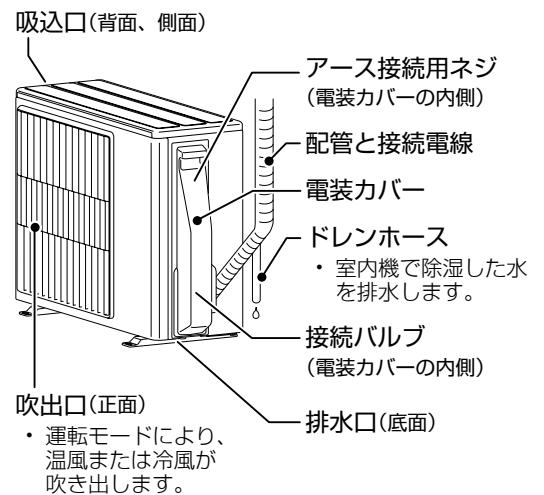 吸込口(背面、側面)
アース接続用ネジ
(電装カバーの内側)
配管と接続電線
電装カバー
ドレンホース
・ 室内機で除湿した水
を排水します。
接続バルブ
(電装カバーの内側)
排水口(底面)
吹出口(正面)
・ 運転モードにより、
温風または冷風が
吹き出します。